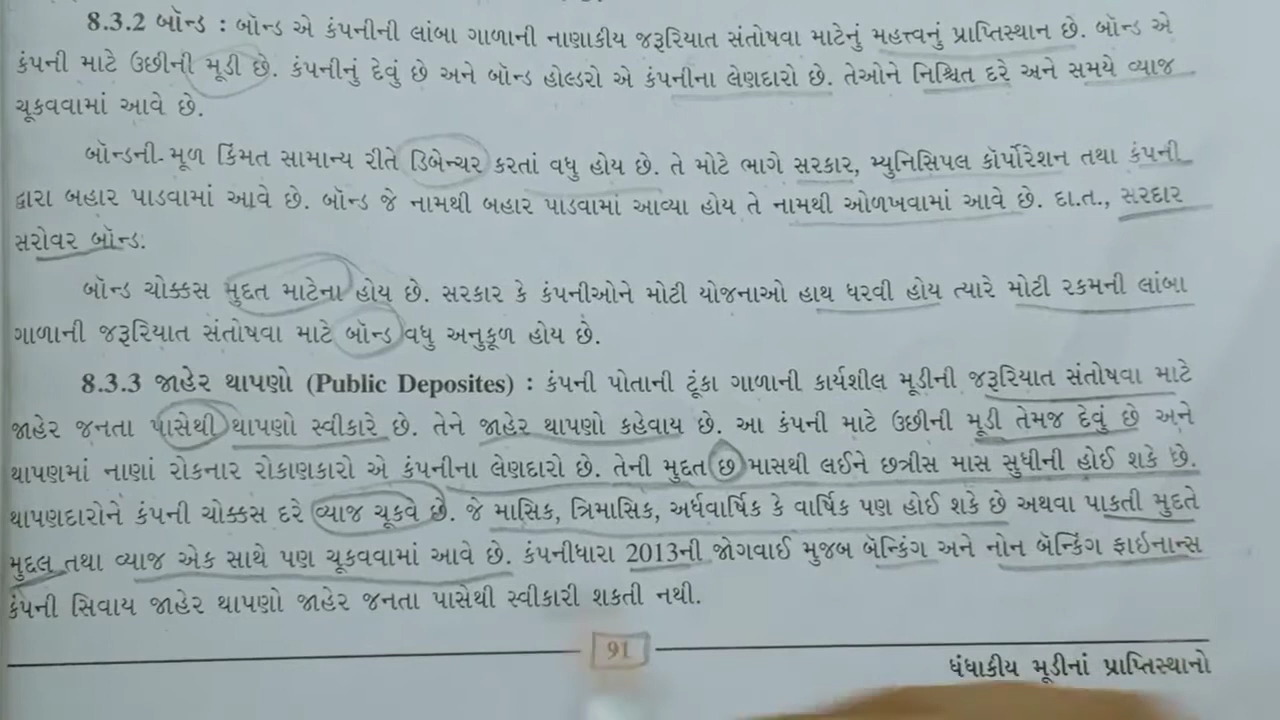 8.3.2 બૉન્ડ : બૉન્ડ એ કંપનીની લાંબા ગાળાની નાણાકીય જરૂરિયાત સંતોષવા માટેનું મહત્ત્વનું પ્રાપ્તિસ્થાન છે. બૉન્ડ એ
કંપની માટે ઉછીની મૂડી છે. કંપનીનું દેવું છે અને બૉન્ડ હોલ્ડરો એ કંપનીના લેણદારો છે. તેઓને નિશ્ચિત દરે અને સમયે વ્યાજ
ચૂકવવામાં આવે છે.
બૉન્ડની મૂળ કિંમત સામાન્ય રીતે ડિબેન્ચર કરતાં વધુ હોય છે. તે મોટે ભાગે સરકાર, મ્યુનિસિપલ કૉર્પોરેશન તથા કંપની
દ્વારા બહાર પાડવામાં આવે છે. બૉન્ડ જે નામથી બહાર પાડવામાં આવ્યા હોય તે નામથી ઓળખવામાં આવે છે. દા.ત., સરદાર
સરોવર બૉન્ડ.
બૉન્ડ ચોક્કસ મુદ્દત માટેના હોય છે. સરકાર કે કંપનીઓને મોટી યોજનાઓ હાથ ધરવી હોય ત્યારે મોટી રકમની લાંબા
ગાળાની જરૂરિયાત સંતોષવા માટે બૉન્ડ વધુ અનુકૂળ હોય છે.
8.3.3 જાહેર થાપણો (Public Deposites) : કંપની પોતાની ટૂંકા ગાળાની કાર્યશીલ મૂડીની જરૂરિયાત સંતોષવા માટે
જાહેર જનતા પાસેથી થાપણો સ્વીકારે છે. તેને જાહેર થાપણો કહેવાય છે. આ કંપની માટે ઉછીની મૂડી તેમજ દેવું છે અને
થાપણમાં નાણાં રોકનાર રોકાણકારો એ કંપનીના લેણદારો છે. તેની મુદત છ માસથી લઈને છત્રીસ માસ સુધીની હોઈ શકે છે.
થાપણદારોને કંપની ચોક્કસ દરે વ્યાજ ચૂકવે છે. જે માસિક, ત્રિમાસિક, અર્ધવાર્ષિક કે વાર્ષિક પણ હોઈ શકે છે અથવા પાકતી મુદતે
મુદ્દલ તથા વ્યાજ એક સાથે પણ ચૂકવવામાં આવે છે. કંપનીધારા 2013ની જોગવાઈ મુજબ બૅન્કિંગ અને નોન બૅન્કિંગ ફાઇનાન્સ
કંપની સિવાય જાહેર થાપણો જાહેર જનતા પાસેથી સ્વીકારી શકતી નથી.
91
ધંધાકીય મૂડીનાં પ્રાપ્તિસ્થાનો